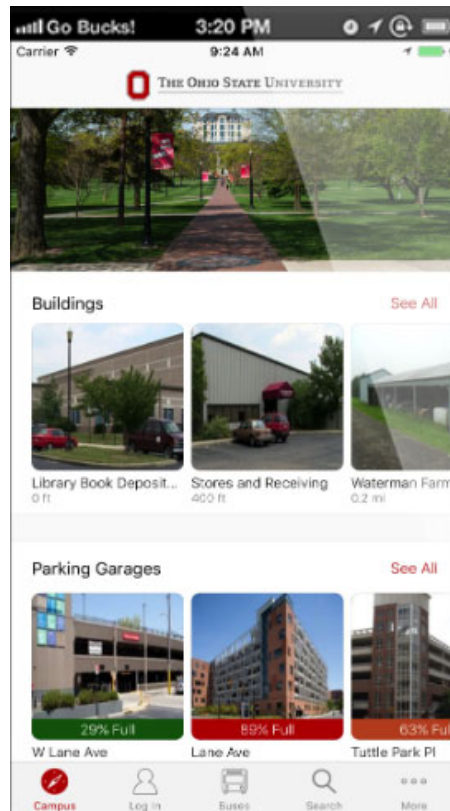 Go Bucks! 3:20 PM
Carrier 9:24 AM
THE OHIO STATE UNIVERSITY
Buildings See All
Library Book Deposit... Stores and Receiving Waterman Farm
0 ft 400 ft 0.2 mi
Parking Garages See All
29% Full 89% Full 63% Ful
W Lane Ave Lane Ave Tuttle Park Pl
Campus Log In Buses Search More